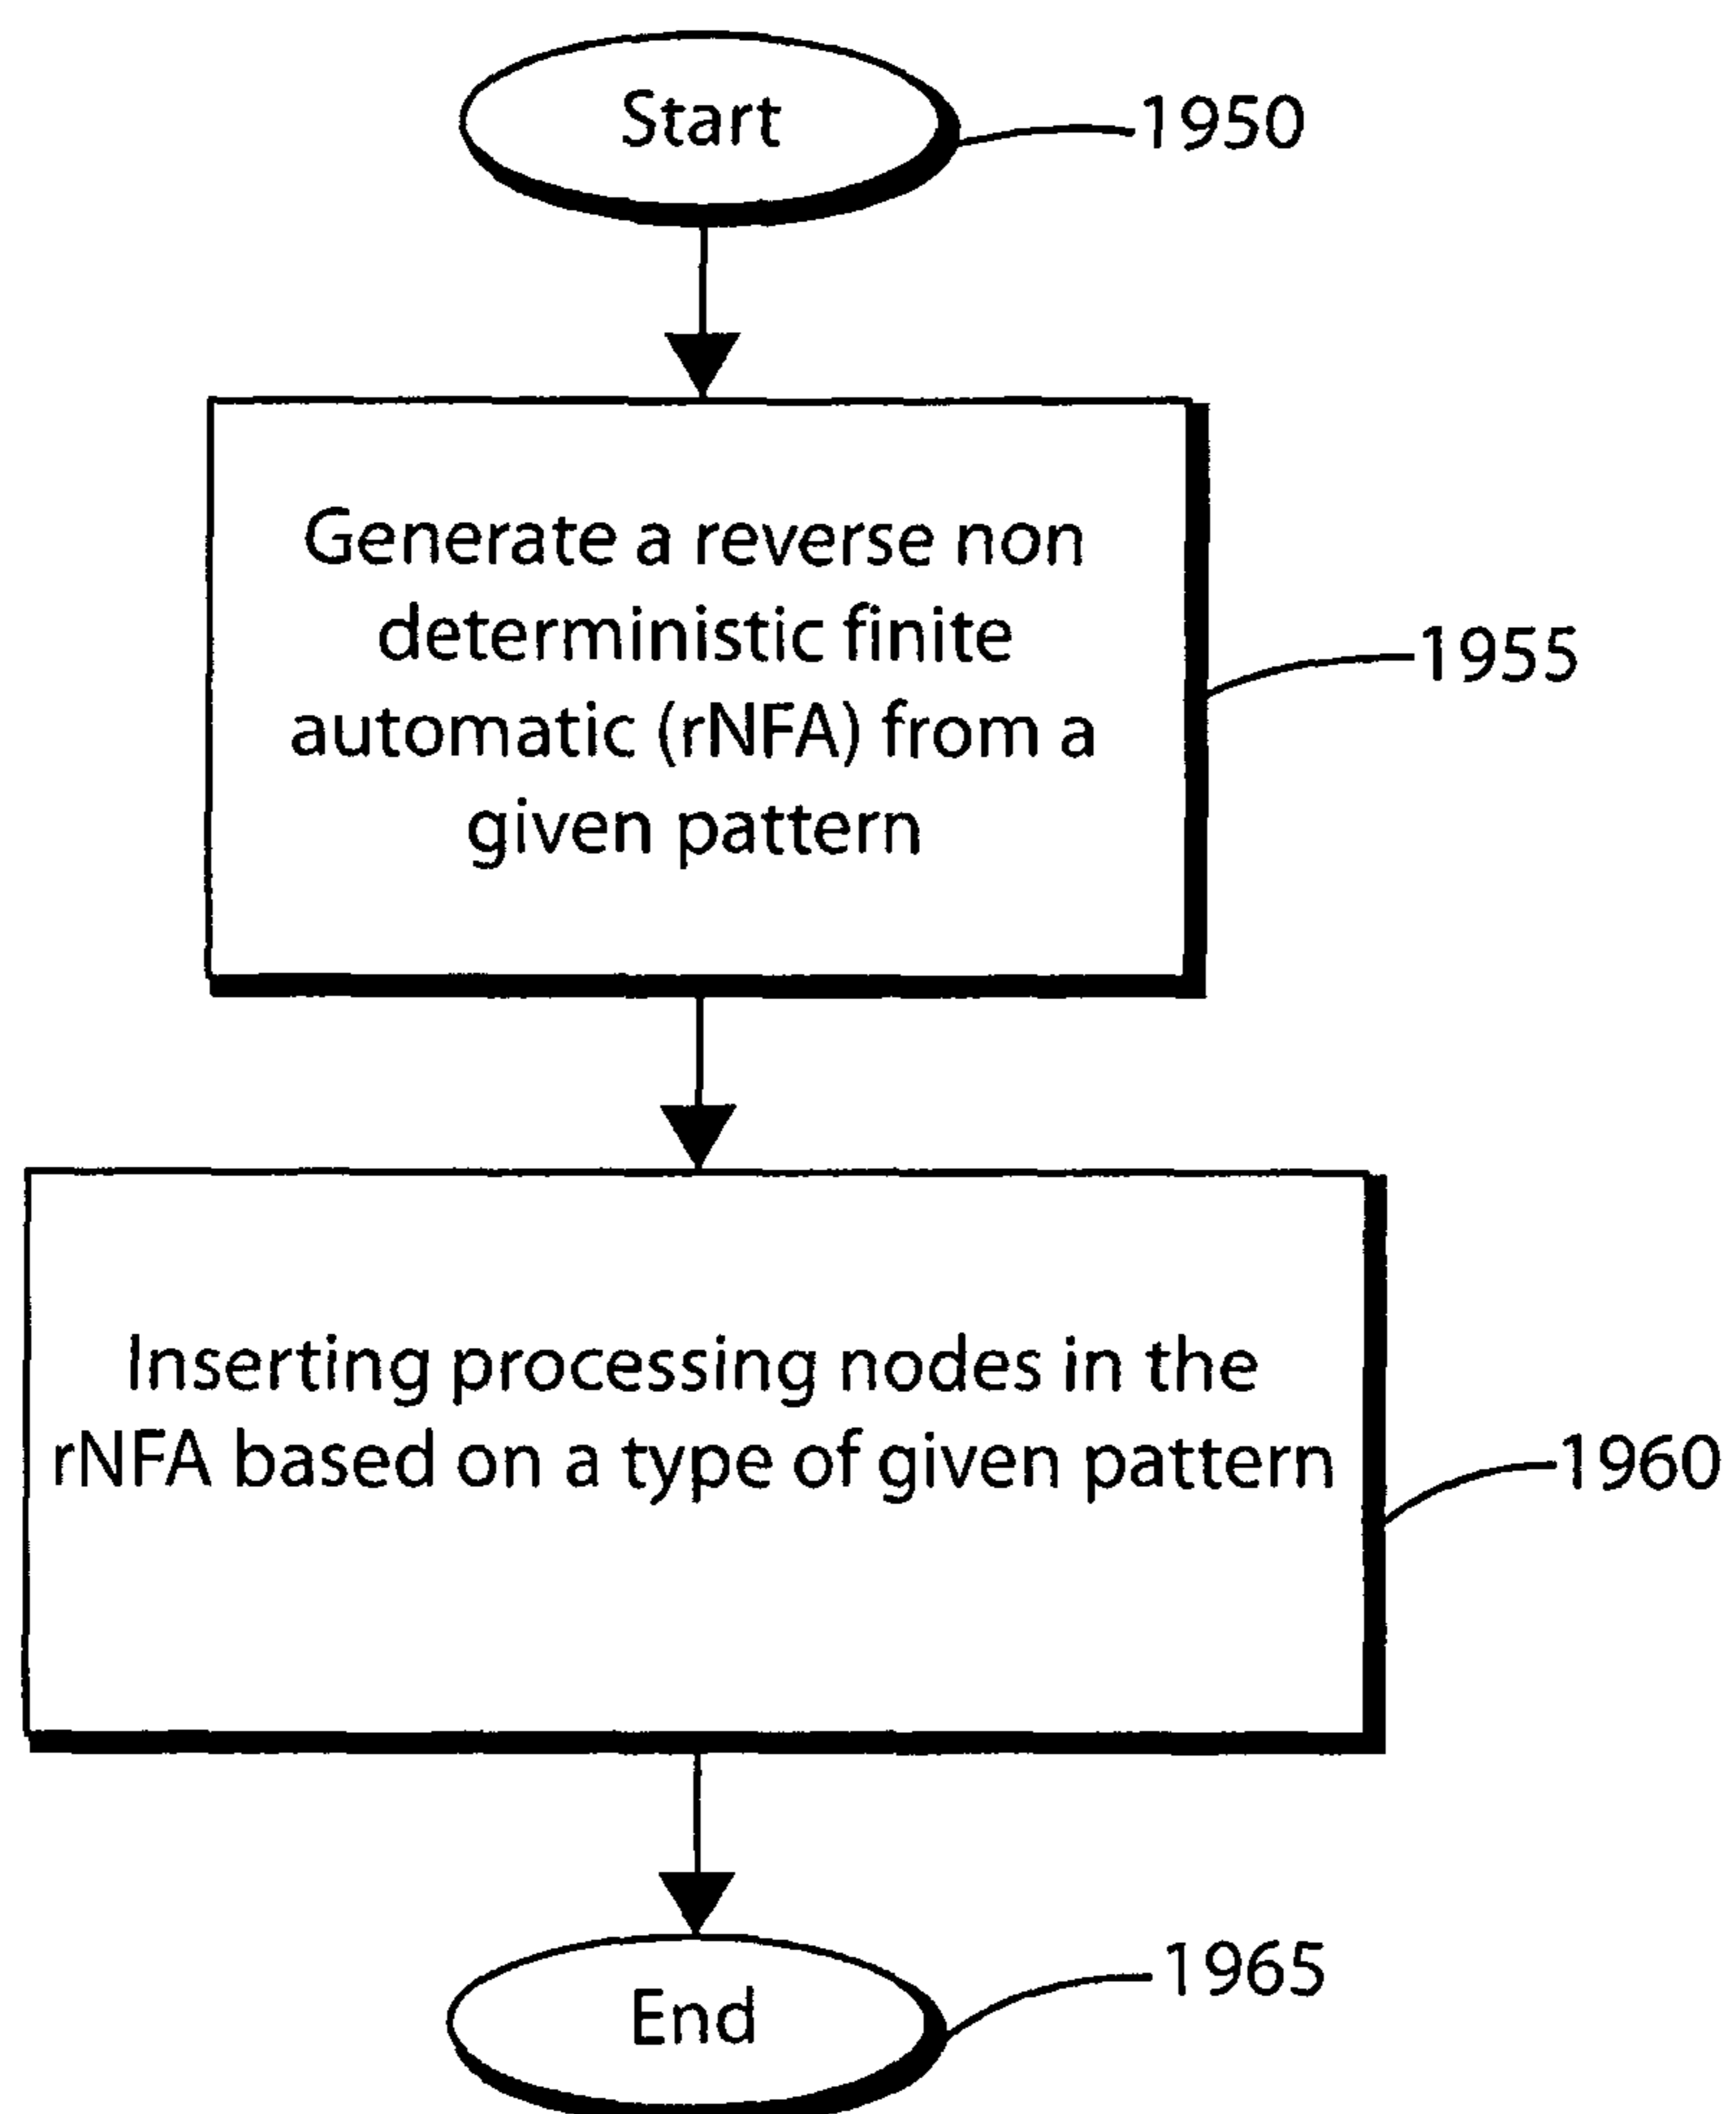 Start
1950
Generate a reverse non
deterministic finite
automatic (rNFA) from a
given pattern
1955
Inserting processing nodes in the
rNFA based on a type of given pattern
1960
End
1965